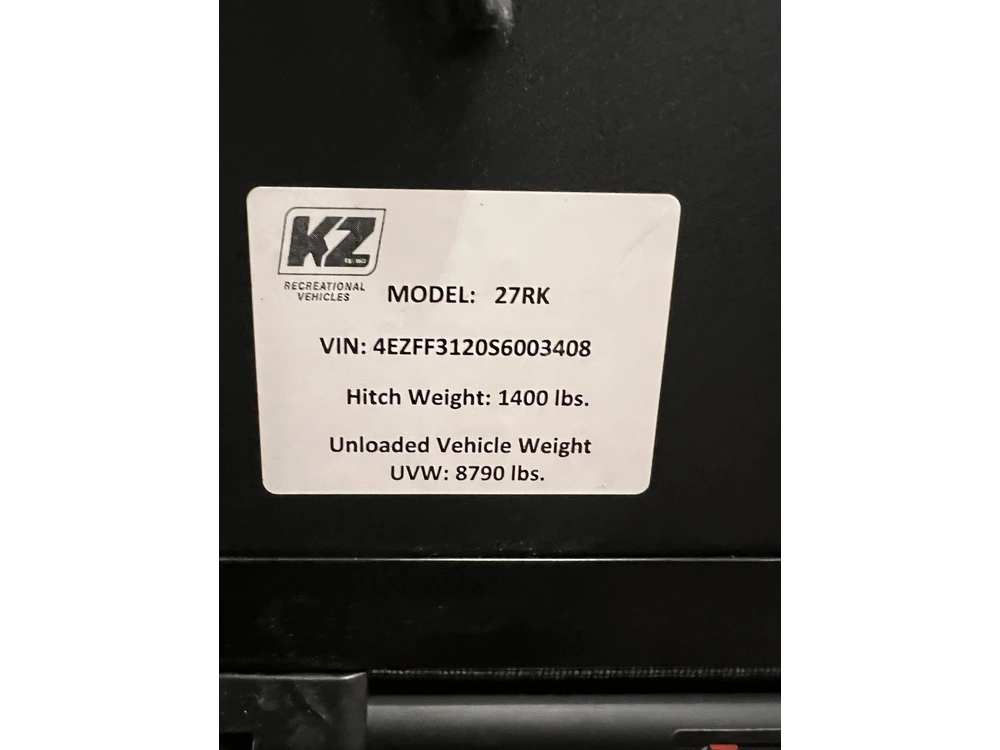 KZ
RECREATIONAL
VEHICLES
MODEL: 27RK
VIN: 4EZFF3120S6003408
Hitch Weight: 1400 lbs.
Unloaded Vehicle Weight
UVW: 8790 lbs.